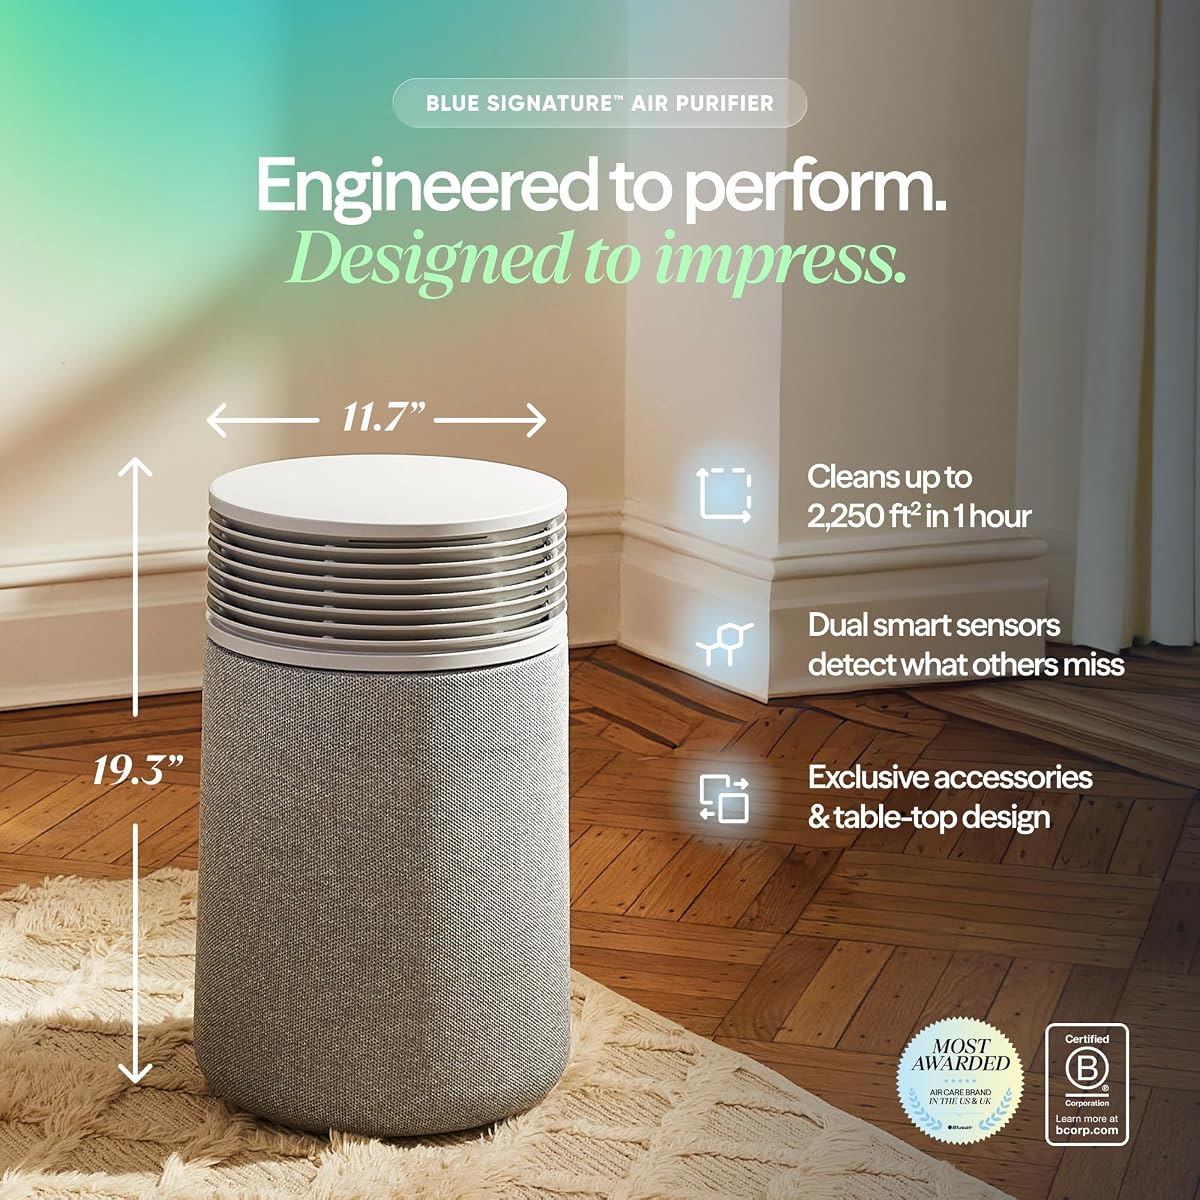 BLUE SIGNATURE™ AIR PURIFIER
Engineered to perform.
Designed to impress.
11.7”
19.3”
Cleans up to
2,250 ft² in 1 hour
Dual smart sensors
detect what others miss
Exclusive accessories
& table-top design
MOST
AWARDED
AIR CARE BRAND
IN THE US & UK
Blueair
Certified
B®
Corporation
Learn more at
bcorp.com